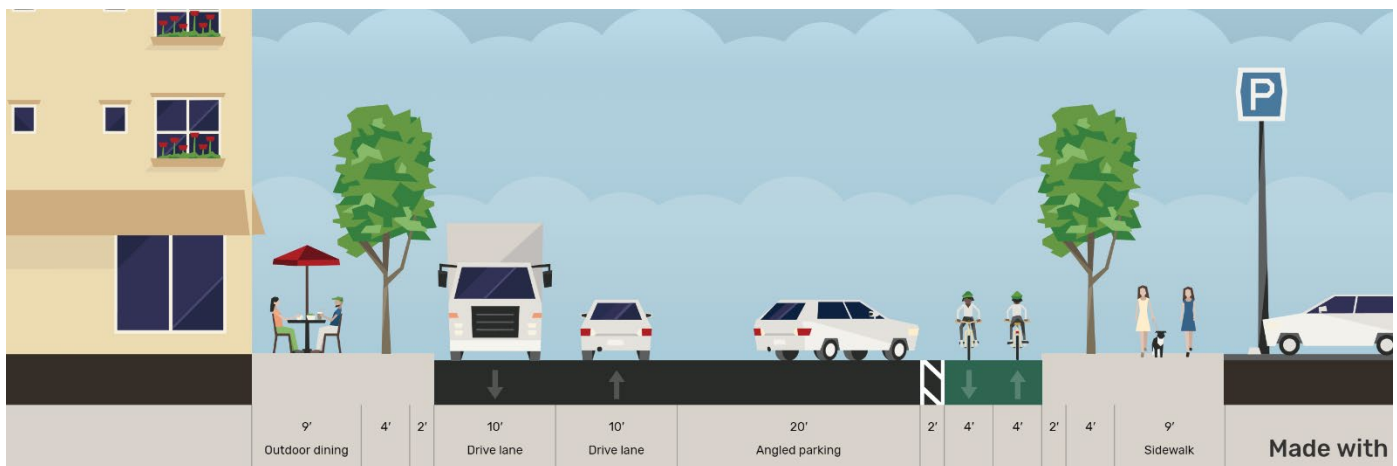 P
9' 4' 2' 10' 10' 20' 2' 4' 4' 2' 4' 9'
Outdoor dining Drive lane Drive lane Angled parking Sidewalk
Made with